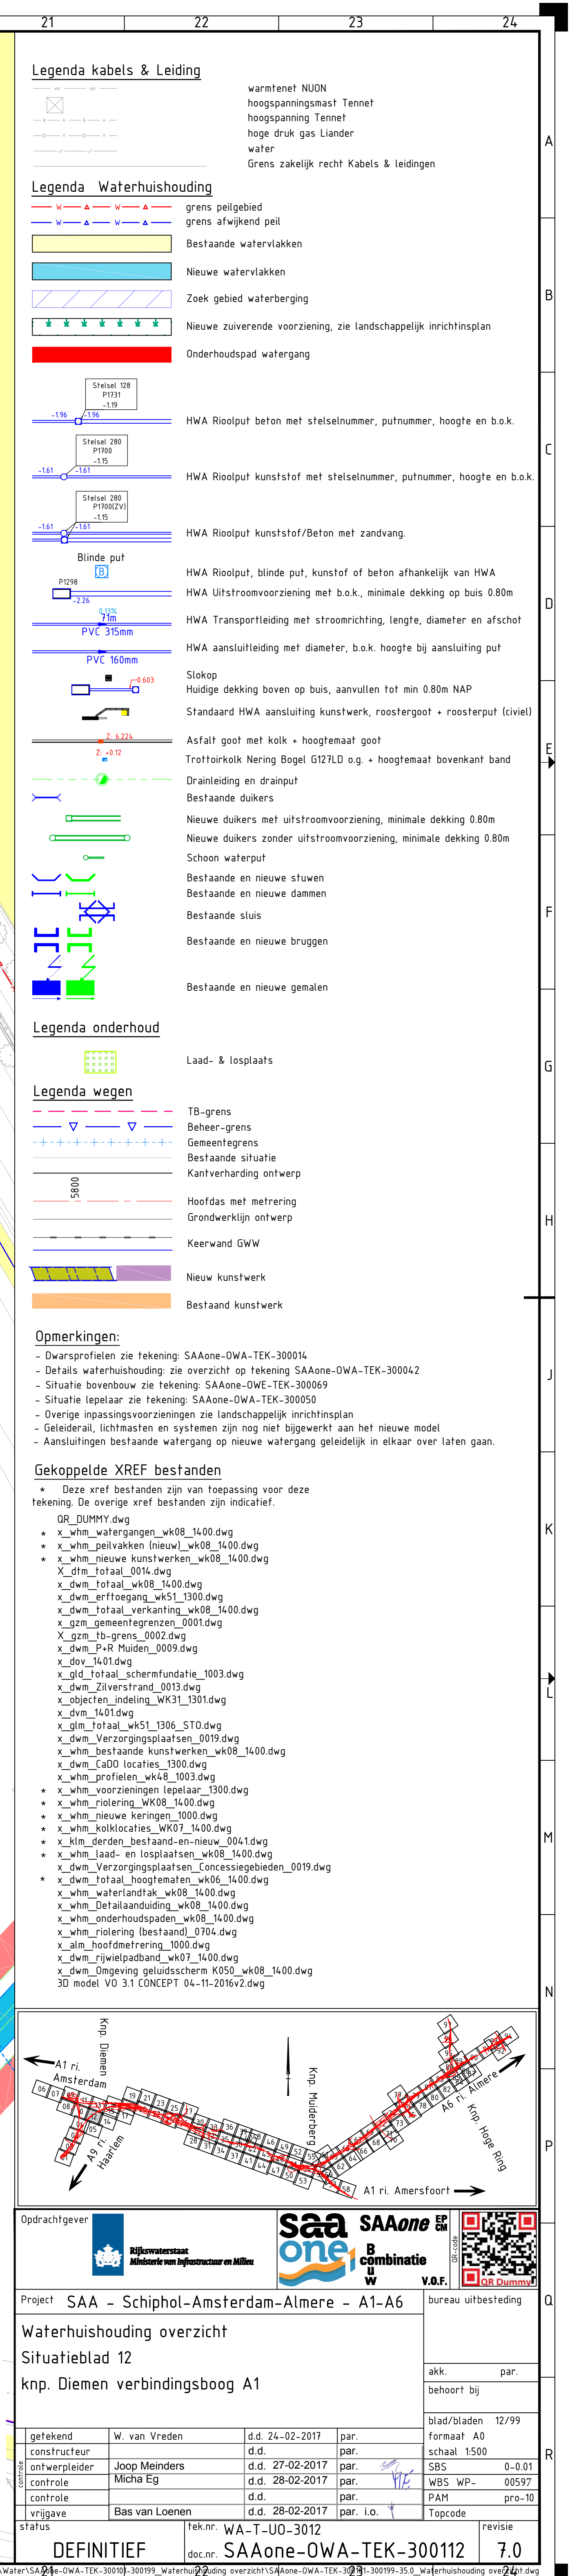 21 22 23 24
Legenda kabels & Leiding
warmtenet NUON
hoogspanningsmast Tennet
hoogspanning Tennet
hoge druk gas Liander
water
Grens zakelijk recht Kabels & leidingen
A
Legenda Waterhuishouding
grens peilgebied
grens afwijkend peil
Bestaande watervlakken
Nieuwe watervlakken
B
Zoek gebied waterberging
Nieuwe zuiverende voorziening, zie landschappelijk inrichtinsplan
Onderhoudspad watergang
Stelsel 128
P1731
-1.19
-1.96 -1.96
HWA Rioolput beton met stelselnummer, putnummer, hoogte en b.o.k.
C
Stelsel 280
P1700
-1.15
-1.61 -1.61
HWA Rioolput kunststof met stelselnummer, putnummer, hoogte en b.o.k.
Stelsel 280
P1700(ZV)
-1.15
-1.61 -1.61
HWA Rioolput kunststof/Beton met zandvang.
Blinde put
B
HWA Rioolput, blinde put, kunstof of beton afhankelijk van HWA
P1298
-2.26
HWA Uitstroomvoorziening met b.o.k., minimale dekking op buis 0.80m
D
0.13%
71m
PVC 315mm
HWA Transportleiding met stroomrichting, lengte, diameter en afschot
PVC 160mm
HWA aansluitleiding met diameter, b.o.k. hoogte bij aansluiting put
Slokop
-0.603
Huidige dekking boven op buis, aanvullen tot min 0.80m NAP
Standaard HWA aansluiting kunstwerk, roostergoot + roosterput (civiel)
Z: 6.224
Asfalt goot met kolk + hoogtemaat goot
E
Z: +0.12
Trottoirkolk Nering Bogel G127LD o.g. + hoogtemaat bovenkant band
Drainleiding en drainput
Bestaande duikers
Nieuwe duikers met uitstroomvoorziening, minimale dekking 0.80m
Nieuwe duikers zonder uitstroomvoorziening, minimale dekking 0.80m
Schoon waterput
Bestaande en nieuwe stuwen
Bestaande en nieuwe dammen
F
Bestaande sluis
Bestaande en nieuwe bruggen
Bestaande en nieuwe gemalen
Legenda onderhoud
Laad- & losplaats
G
Legenda wegen
TB-grens
Beheer-grens
Gemeentegrens
Bestaande situatie
Kantverharding ontwerp
5800
Hoofdas met metrering
Grondwerklijn ontwerp
H
Keerwand GWW
Nieuw kunstwerk
Bestaand kunstwerk
Opmerkingen:
- Dwarsprofielen zie tekening: SAAone-OWA-TEK-300014
- Details waterhuishouding: zie overzicht op tekening SAAone-OWA-TEK-300042
J
- Situatie bovenbouw zie tekening: SAAone-OWE-TEK-300069
- Situatie lepelaar zie tekening: SAAone-OWA-TEK-300050
- Overige inpassingsvoorzieningen zie landschappelijk inrichtinsplan
- Geleiderail, lichtmasten en systemen zijn nog niet bijgewerkt aan het nieuwe model
- Aansluitingen bestaande watergang op nieuwe watergang geleidelijk in elkaar over laten gaan.
Gekoppelde XREF bestanden
* Deze xref bestanden zijn van toepassing voor deze
tekening. De overige xref bestanden zijn indicatief.
QR_DUMMY.dwg
K
* x_whm_watergangen_wk08_1400.dwg
* x_whm_peilvakken (nieuw)_wk08_1400.dwg
* x_whm_nieuwe kunstwerken_wk08_1400.dwg
X_dtm_totaal_0014.dwg
x_dwm_totaal_wk08_1400.dwg
x_dwm_erftoegang_wk51_1300.dwg
x_dwm_totaal_verkanting_wk08_1400.dwg
x_gzm_gemeentegrenzen_0001.dwg
X_gzm_tb-grens_0002.dwg
x_dwm_P+R Muiden_0009.dwg
x_dov_1401.dwg
x_gld_totaal_schermfundatie_1003.dwg
x_dwm_Zilverstrand_0013.dwg
L
x_objecten_indeling_WK31_1301.dwg
x_dvm_1401.dwg
x_glm_totaal_wk51_1306_STO.dwg
x_dwm_Verzorgingsplaatsen_0019.dwg
x_whm_bestaande kunstwerken_wk08_1400.dwg
x_dwm_CaDO locaties_1300.dwg
x_whm_profielen_wk48_1003.dwg
* x_whm_voorzieningen lepelaar_1300.dwg
* x_whm_riolering_WK08_1400.dwg
* x_whm_nieuwe keringen_1000.dwg
* x_whm_kolklocaties_WK07_1400.dwg
M
* x_klm_derden_bestaand-en-nieuw_0041.dwg
* x_whm_laad- en losplaatsen_wk08_1400.dwg
x_dwm_Verzorgingsplaatsen_Concessiegebieden_0019.dwg
* x_dwm_totaal_hoogtematen_wk06_1400.dwg
x_whm_waterlandtak_wk08_1400.dwg
x_whm_Detailaanduiding_wk08_1400.dwg
x_whm_onderhoudspaden_wk08_1400.dwg
x_whm_riolering (bestaand)_0704.dwg
x_alm_hoofdmetrering_1000.dwg
x_dwm_rijwielpadband_wk07_1400.dwg
x_dwm_Omgeving geluidsscherm K050_wk08_1400.dwg
3D model VO 3.1 CONCEPT 04-11-2016v2.dwg
N
Knp. Diemen
A1 ri.
Amsterdam
A9 ri.
Haarlem
Knp. Muiderberg
A6 ri. Almere
Knp. Hoge Ring
A1 ri. Amersfoort
P
Opdrachtgever
Rijkswaterstaat
Ministerie van Infrastructuur en Milieu
saa
one
SAAone EP
CM
Bouw
combinatie
V.O.F.
QR-code
QR Dummy
Project SAA - Schiphol-Amsterdam-Almere - A1-A6
bureau uitbesteding
Q
Waterhuishouding overzicht
Situatieblad 12
knp. Diemen verbindingsboog A1
akk. par.
behoort bij
blad/bladen 12/99
getekend W. van Vreden d.d. 24-02-2017 par.
formaat A0
constructeur d.d. par.
schaal 1:500
R
controle
ontwerpleider Joop Meinders d.d. 27-02-2017 par.
SBS 0-0.01
controle Micha Eg d.d. 28-02-2017 par.
WBS WP- 00597
controle d.d. par.
PAM pro-10
vrijgave Bas van Loenen d.d. 28-02-2017 par. i.o.
Topcode
status
DEFINITIEF
tek.nr. WA-T-UO-3012
doc.nr. SAAone-OWA-TEK-300112
revisie
7.0
21 22 23 24